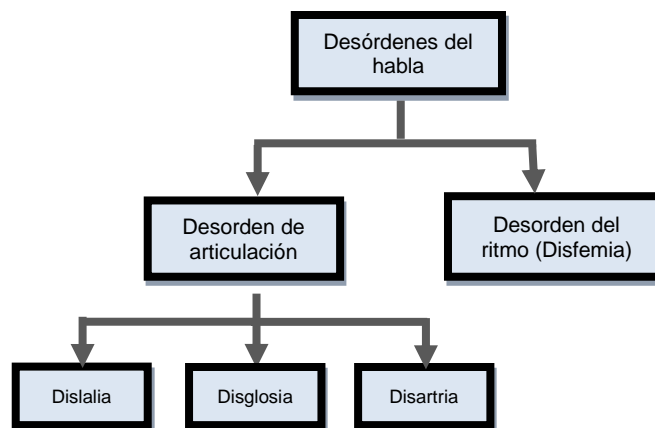 Desórdenes del
habla
Desorden de
articulación
Desorden del
ritmo (Disfemia)
Dislalia
Disglosia
Disartria